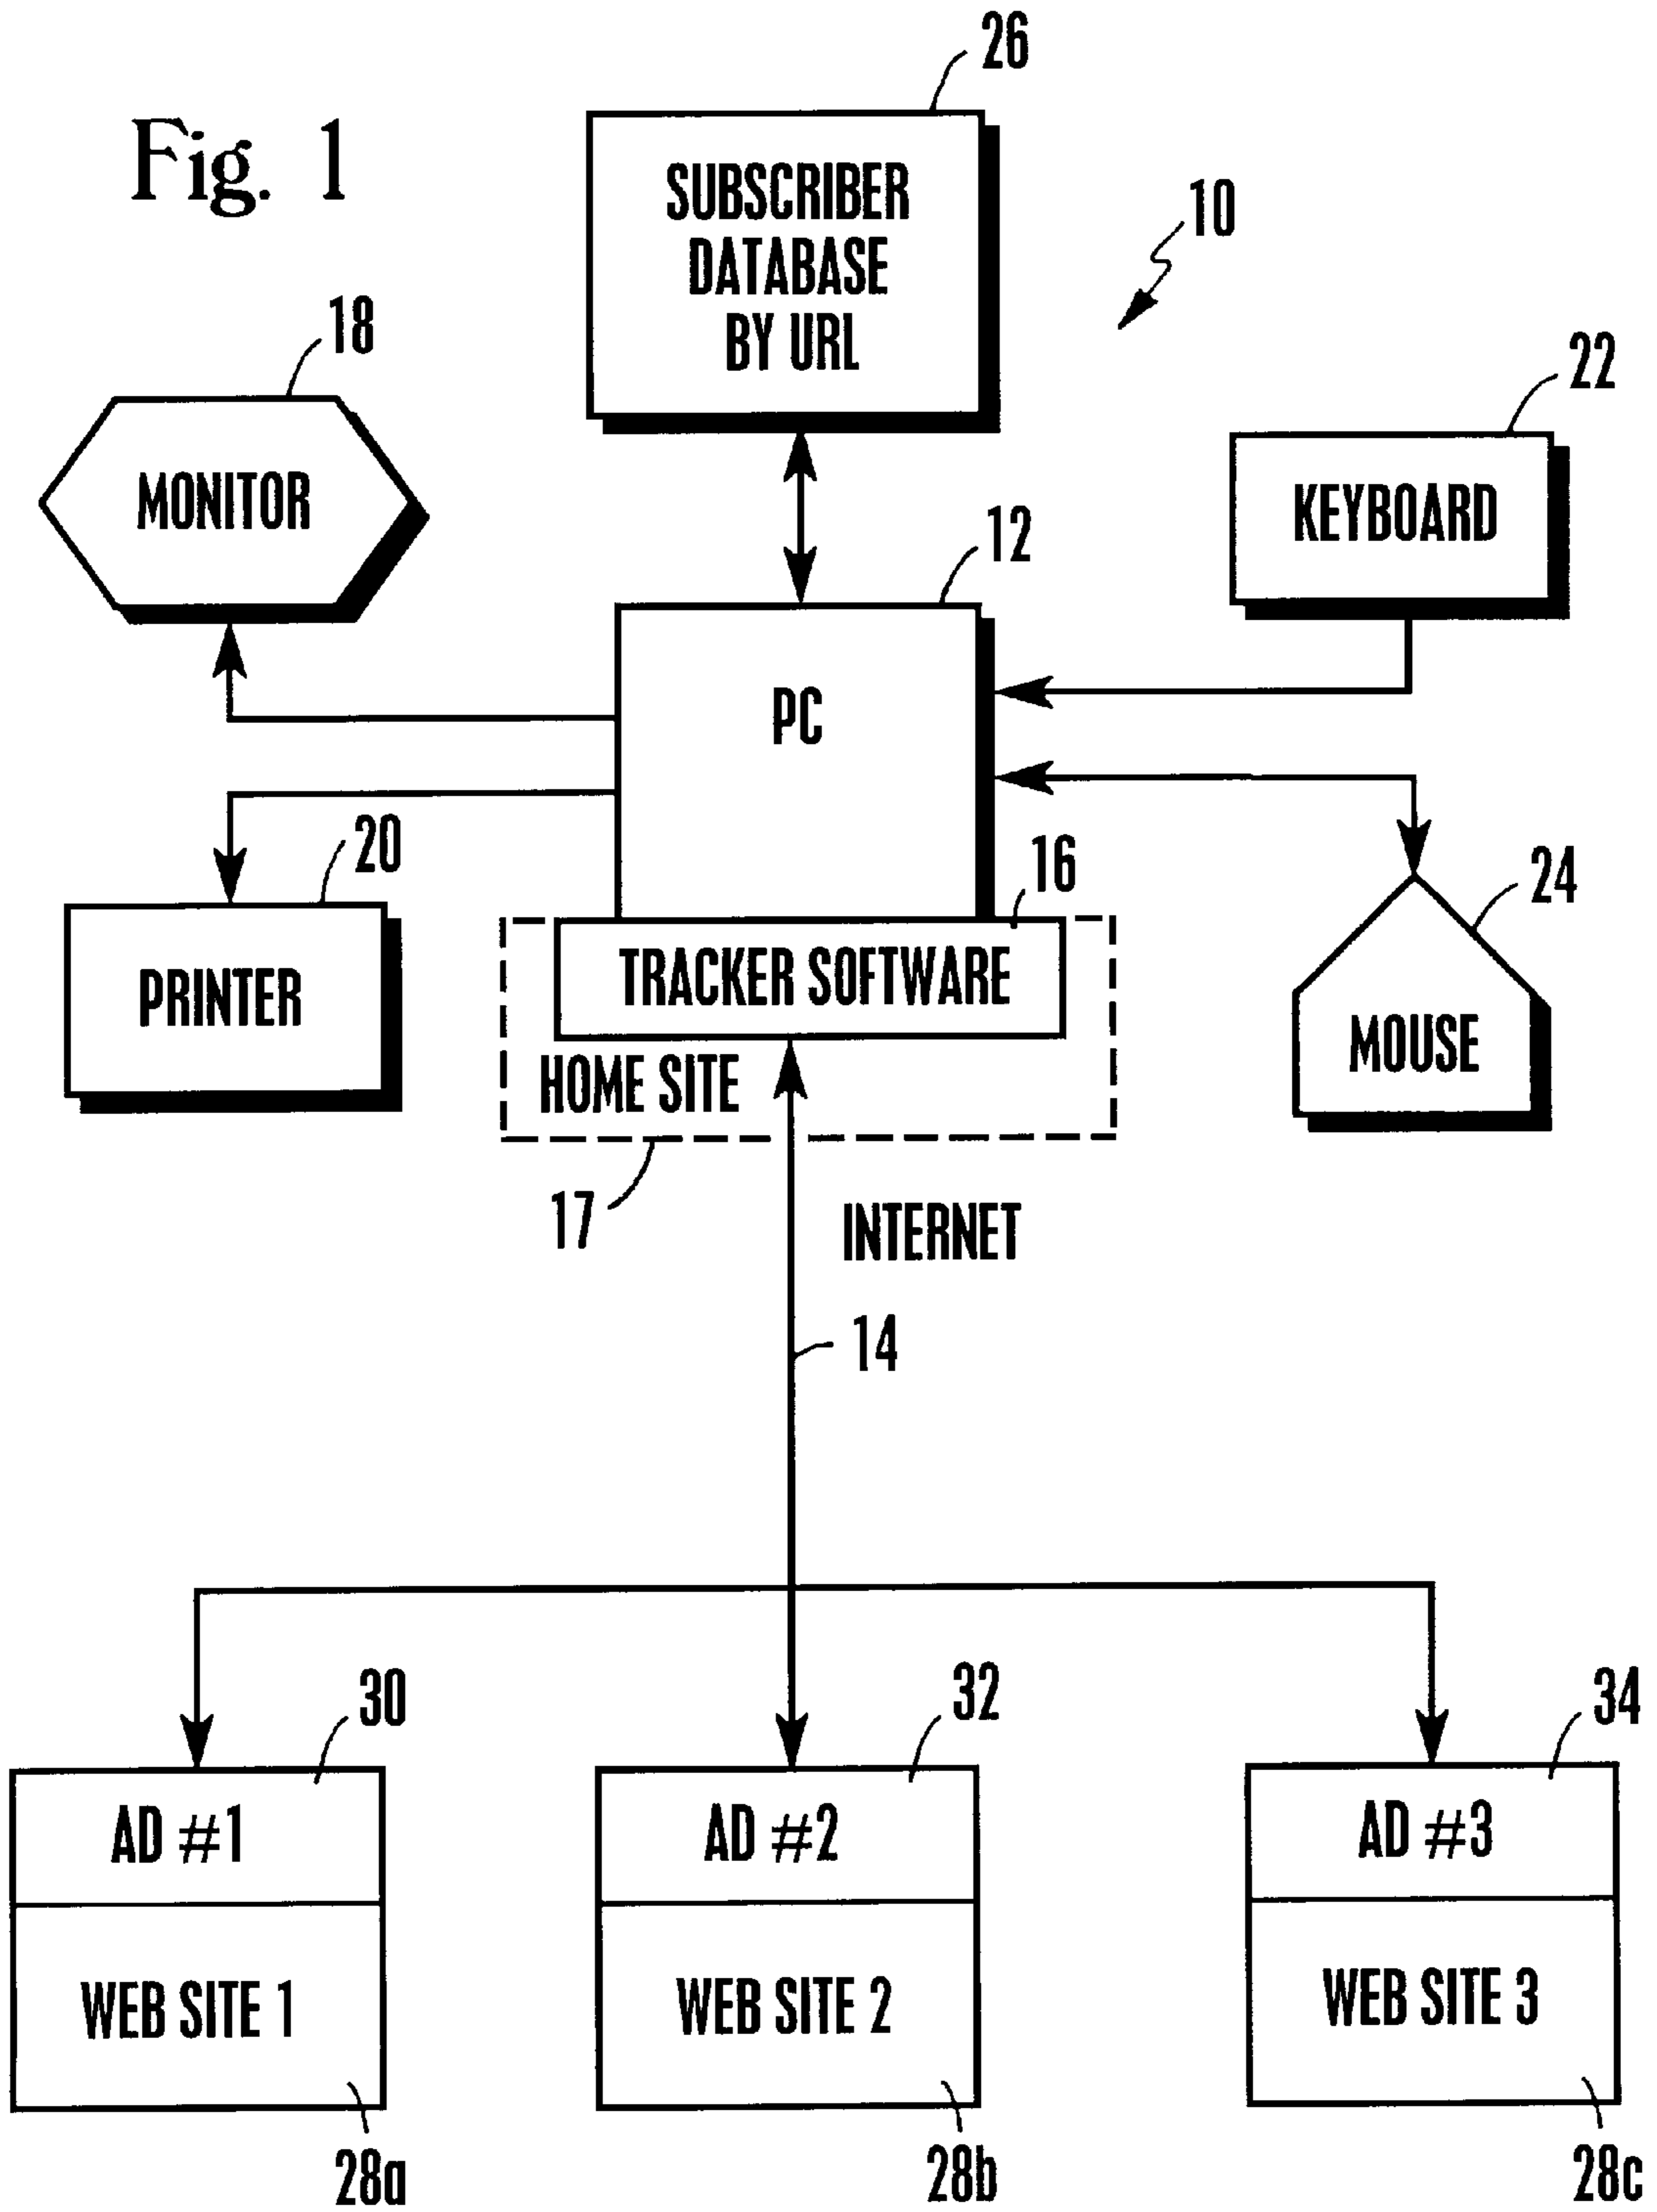 Fig. 1
26
SUBSCRIBER
DATABASE
BY URL
10
18
MONITOR
22
KEYBOARD
12
PC
20
PRINTER
16
TRACKER SOFTWARE
24
MOUSE
HOME SITE
17
INTERNET
14
30
AD #1
WEB SITE 1
28a
32
AD #2
WEB SITE 2
28b
34
AD #3
WEB SITE 3
28c